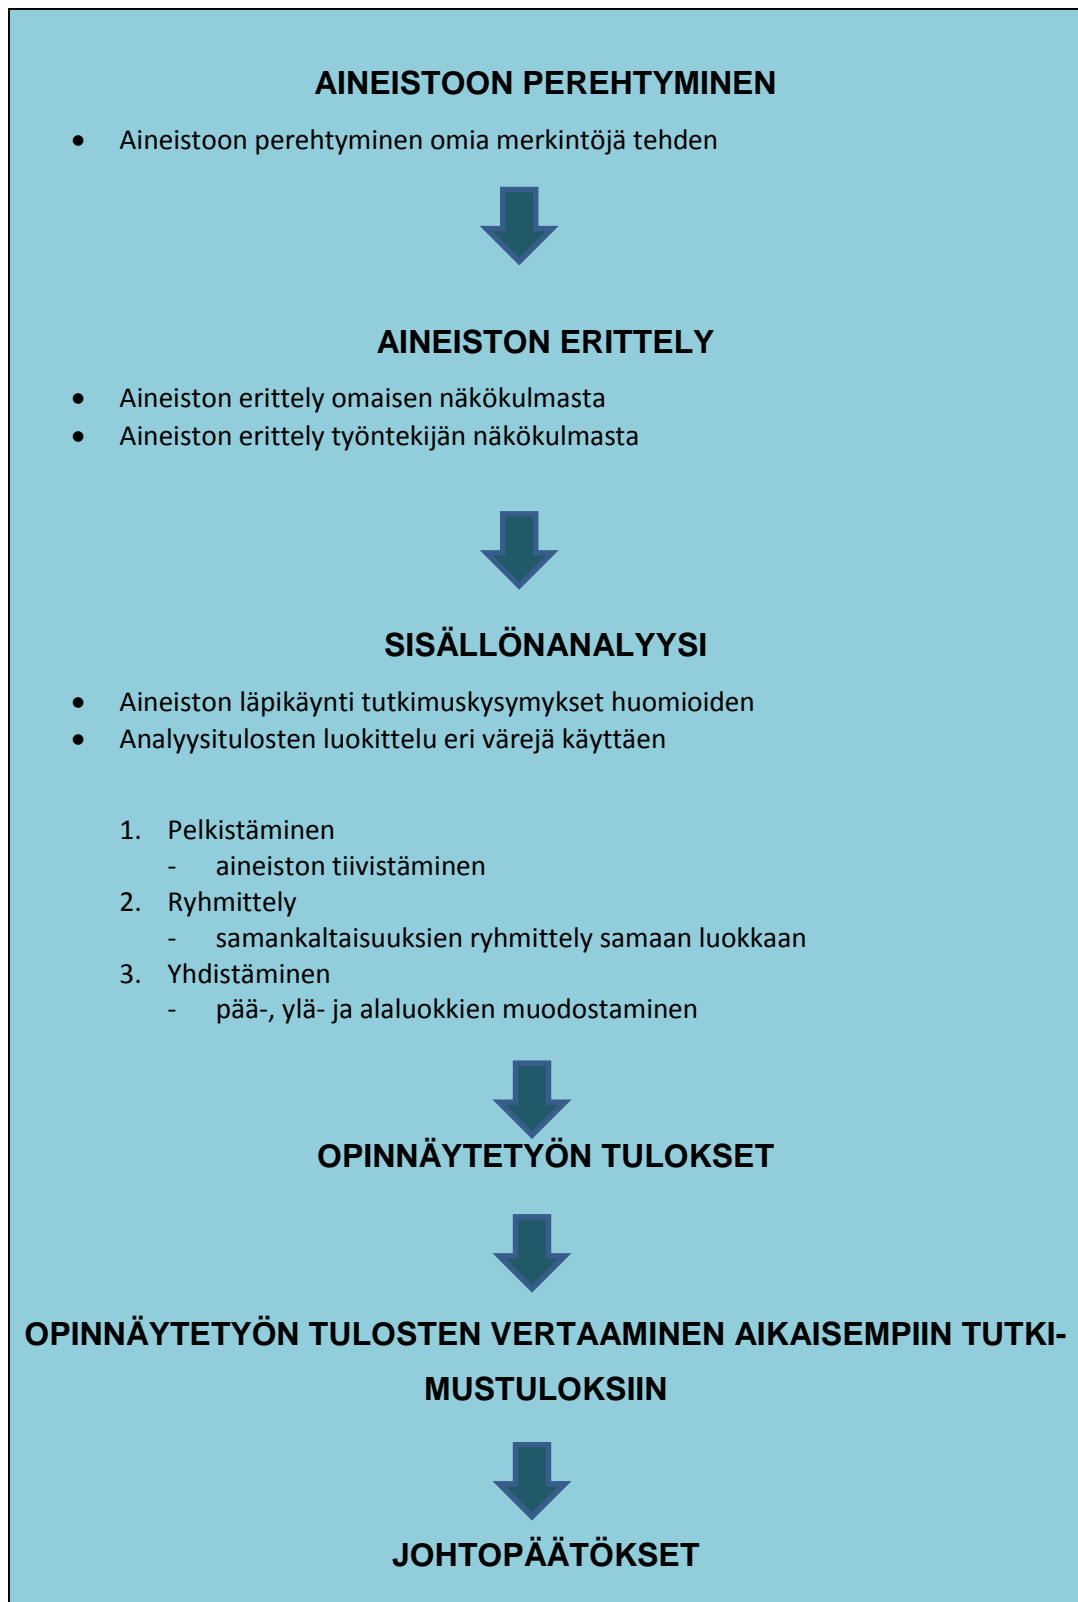 AINEISTOON PEREHTYMINEN
• Aineistoon perehtyminen omia merkintöjä tehden
AINEISTON ERITTELY
• Aineiston erittely omaisen näkökulmasta
• Aineiston erittely työntekijän näkökulmasta
SISÄLLÖNANALYYSI
• Aineiston läpikäynti tutkimuskysymykset huomioiden
• Analyysitulosten luokittelu eri värejä käyttäen
1. Pelkistäminen
- aineiston tiivistäminen
2. Ryhmittely
- samankaltaisuuksien ryhmittely samaan luokkaan
3. Yhdistäminen
- pää-, ylä- ja alaluokkien muodostaminen
OPINNÄYTETYÖN TULOKSET
OPINNÄYTETYÖN TULOSTEN VERTAAMINEN AIKAISEMPIIN TUTKI-
MUSTULOKSIIN
JOHTOPÄÄTÖKSET